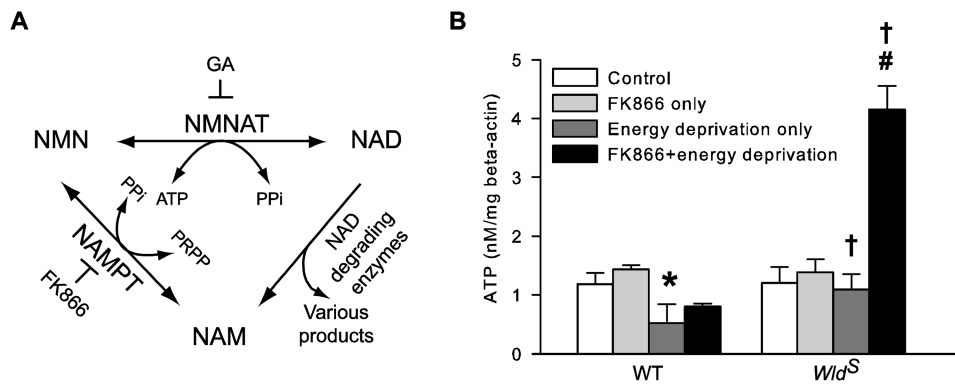 A
GA
NMNAT
NMN
NAD
PPi
ATP
PPi
PRPP
NAMPT
FK866
NAD
degrading
enzymes
Various
products
NAM
B
ATP (nM/mg beta-actin)
5
4
3
2
1
0
Control
FK866 only
Energy deprivation only
FK866+energy deprivation
*
†
†
#
WT
WldS